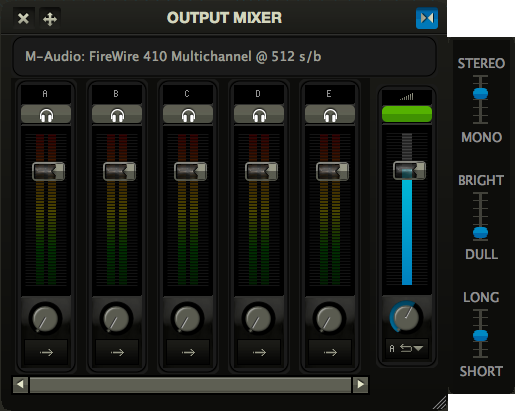 OUTPUT MIXER
M-Audio: FireWire 410 Multichannel @ 512 s/b
A
B
C
D
E
A
STEREO
MONO
BRIGHT
DULL
LONG
SHORT